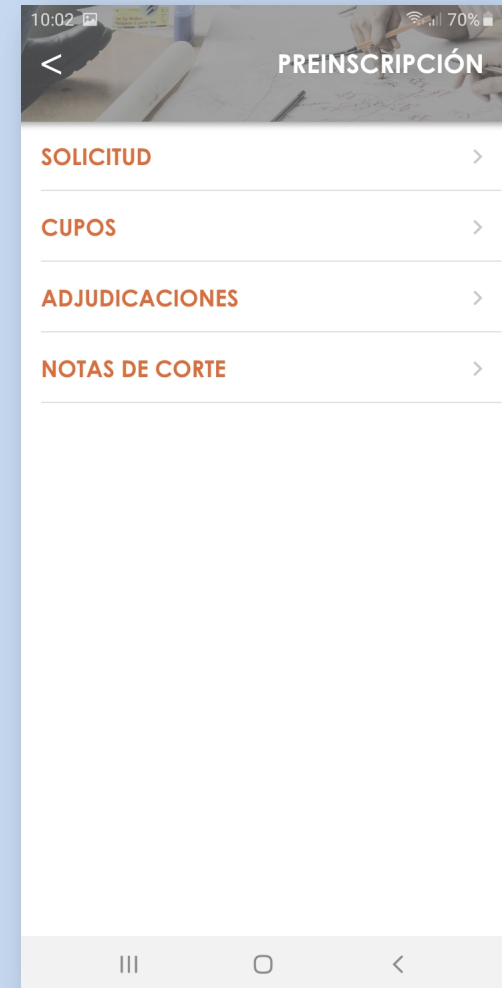 10:02 70%
< PREINSCRIPCIÓN
SOLICITUD
CUPOS
ADJUDICACIONES
NOTAS DE CORTE